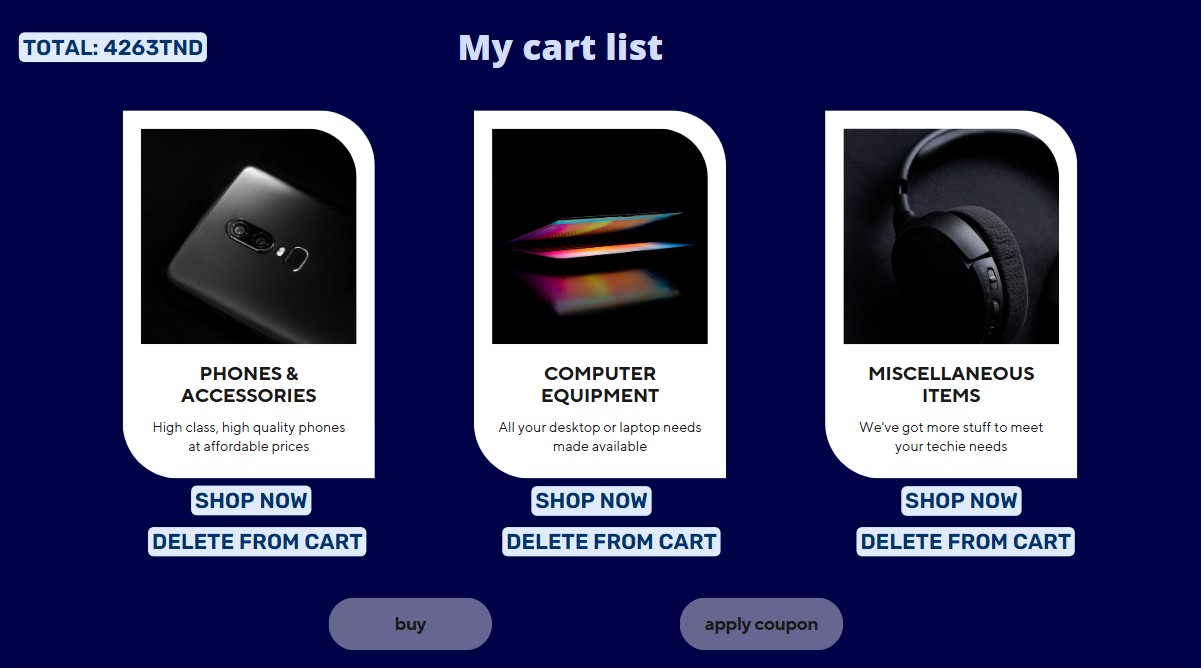 TOTAL: 4263TND
My cart list
PHONES &
ACCESSORIES
High class, high quality phones
at affordable prices
SHOP NOW
DELETE FROM CART
COMPUTER
EQUIPMENT
All your desktop or laptop needs
made available
SHOP NOW
DELETE FROM CART
MISCELLANEOUS
ITEMS
We've got more stuff to meet
your techie needs
SHOP NOW
DELETE FROM CART
buy
apply coupon